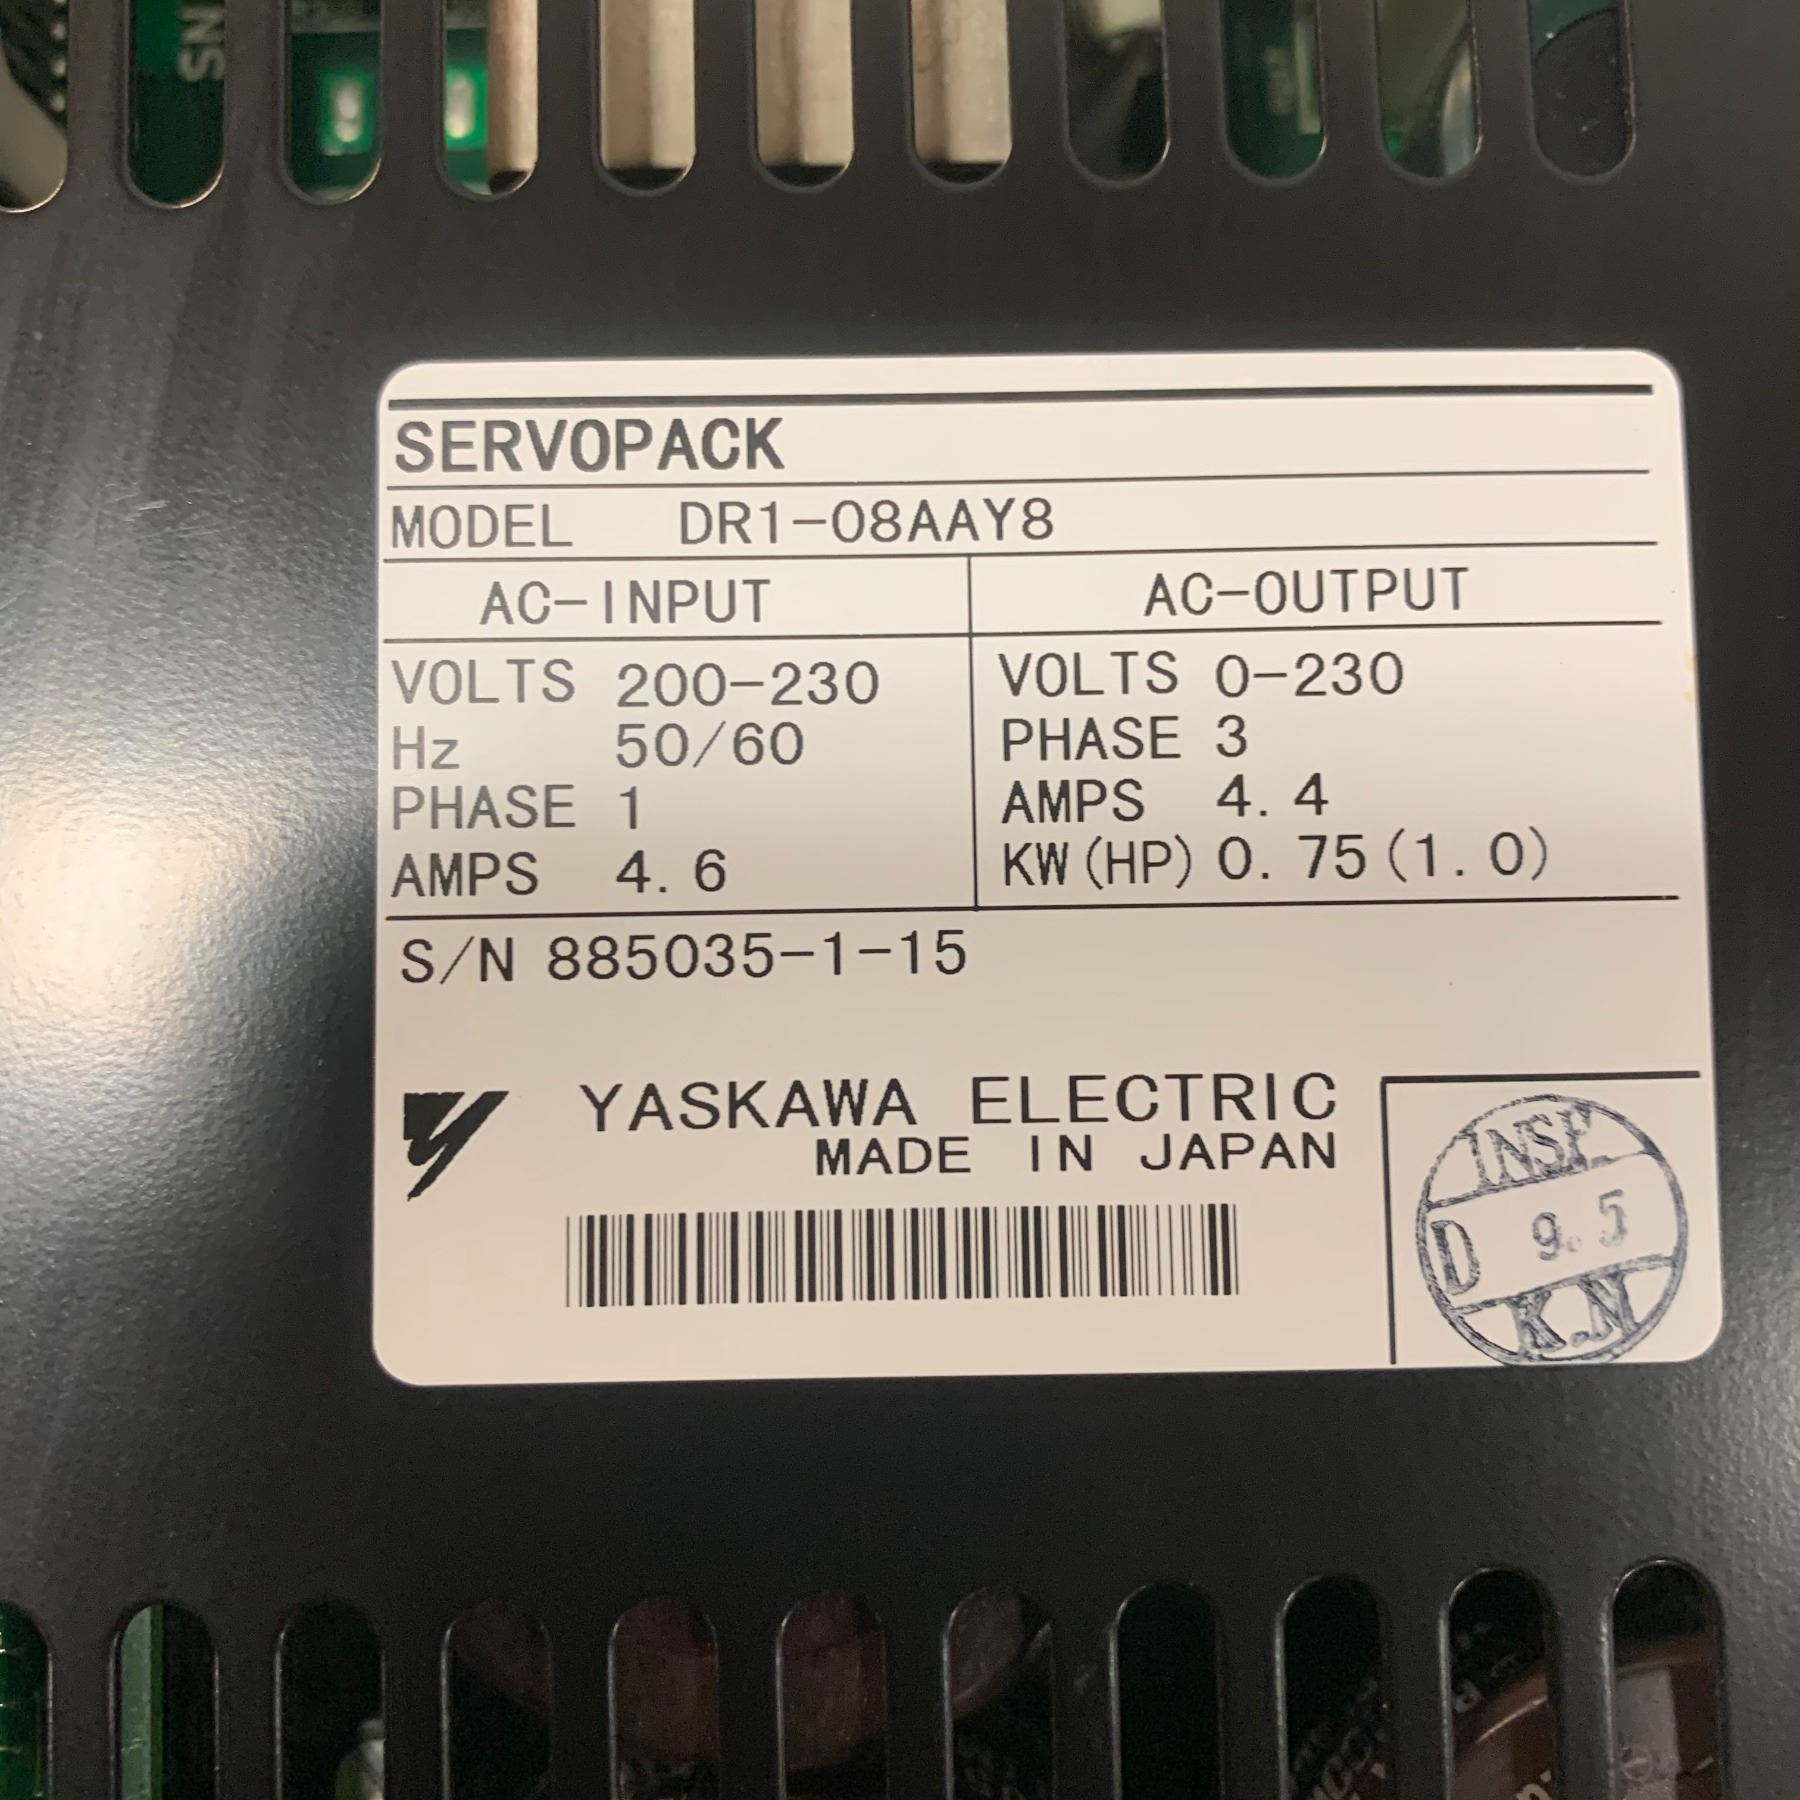 SN
SERVOPACK
MODEL DR1-08AAY8
AC-INPUT AC-OUTPUT
VOLTS 200-230 VOLTS 0-230
Hz 50/60 PHASE 3
PHASE 1 AMPS 4.4
AMPS 4.6 KW(HP) 0.75(1.0)
S/N 885035-1-15
YASKAWA ELECTRIC
MADE IN JAPAN
INSP.
D 9.5
K.N